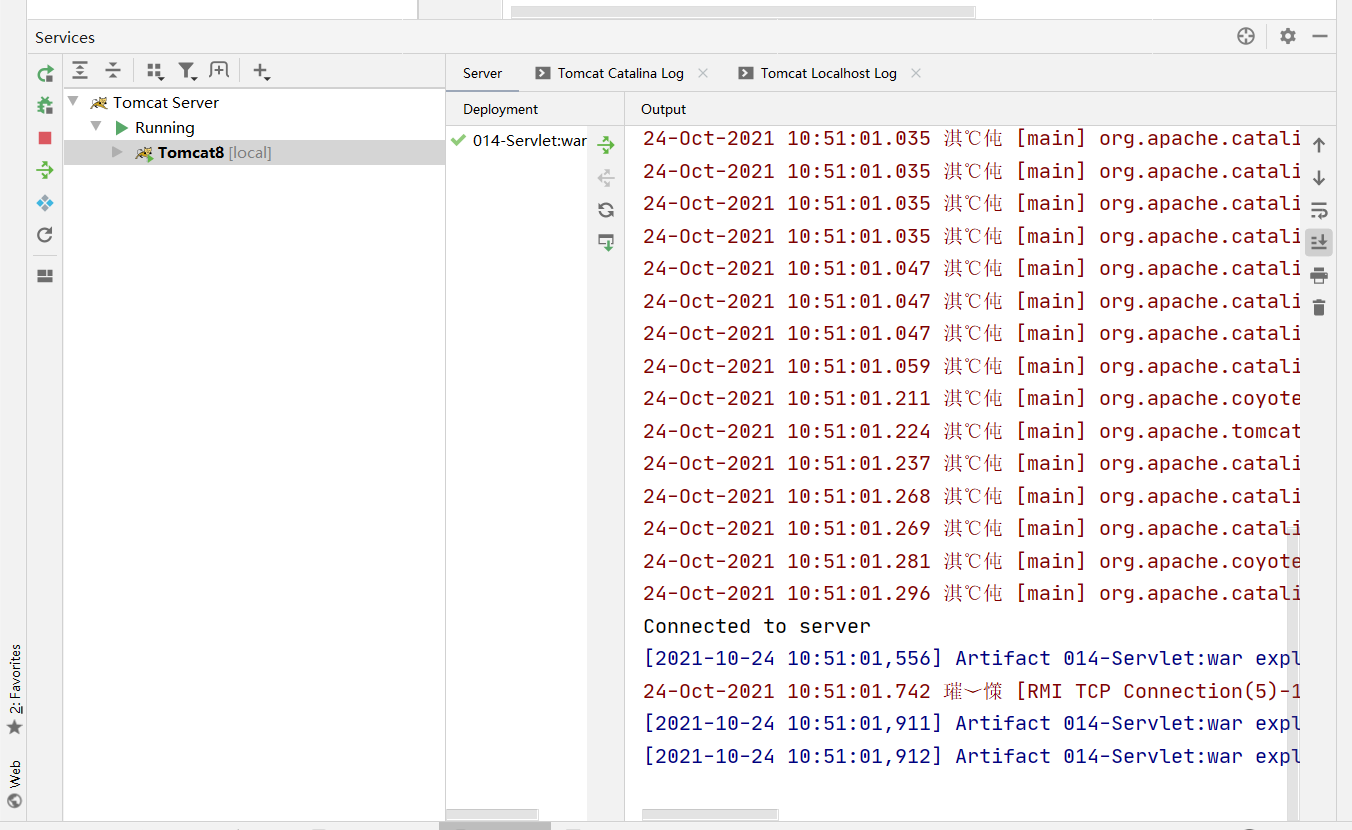 Services
Server
Tomcat Catalina Log
Tomcat Localhost Log
Tomcat Server
Running
Tomcat8 [local]
Deployment
014-Servlet:war
Output
24-Oct-2021 10:51:01.035 淇℃伅 [main] org.apache.catali
24-Oct-2021 10:51:01.035 淇℃伅 [main] org.apache.catali
24-Oct-2021 10:51:01.035 淇℃伅 [main] org.apache.catali
24-Oct-2021 10:51:01.035 淇℃伅 [main] org.apache.catali
24-Oct-2021 10:51:01.047 淇℃伅 [main] org.apache.catali
24-Oct-2021 10:51:01.047 淇℃伅 [main] org.apache.catali
24-Oct-2021 10:51:01.047 淇℃伅 [main] org.apache.catali
24-Oct-2021 10:51:01.059 淇℃伅 [main] org.apache.catali
24-Oct-2021 10:51:01.211 淇℃伅 [main] org.apache.coyote
24-Oct-2021 10:51:01.224 淇℃伅 [main] org.apache.tomcat
24-Oct-2021 10:51:01.237 淇℃伅 [main] org.apache.catali
24-Oct-2021 10:51:01.268 淇℃伅 [main] org.apache.catali
24-Oct-2021 10:51:01.269 淇℃伅 [main] org.apache.catali
24-Oct-2021 10:51:01.281 淇℃伅 [main] org.apache.coyote
24-Oct-2021 10:51:01.296 淇℃伅 [main] org.apache.catali
Connected to server
[2021-10-24 10:51:01,556] Artifact 014-Servlet:war expl
24-Oct-2021 10:51:01.742 璀﹀憡 [RMI TCP Connection(5)-1
[2021-10-24 10:51:01,911] Artifact 014-Servlet:war expl
[2021-10-24 10:51:01,912] Artifact 014-Servlet:war expl
2: Favorites
Web